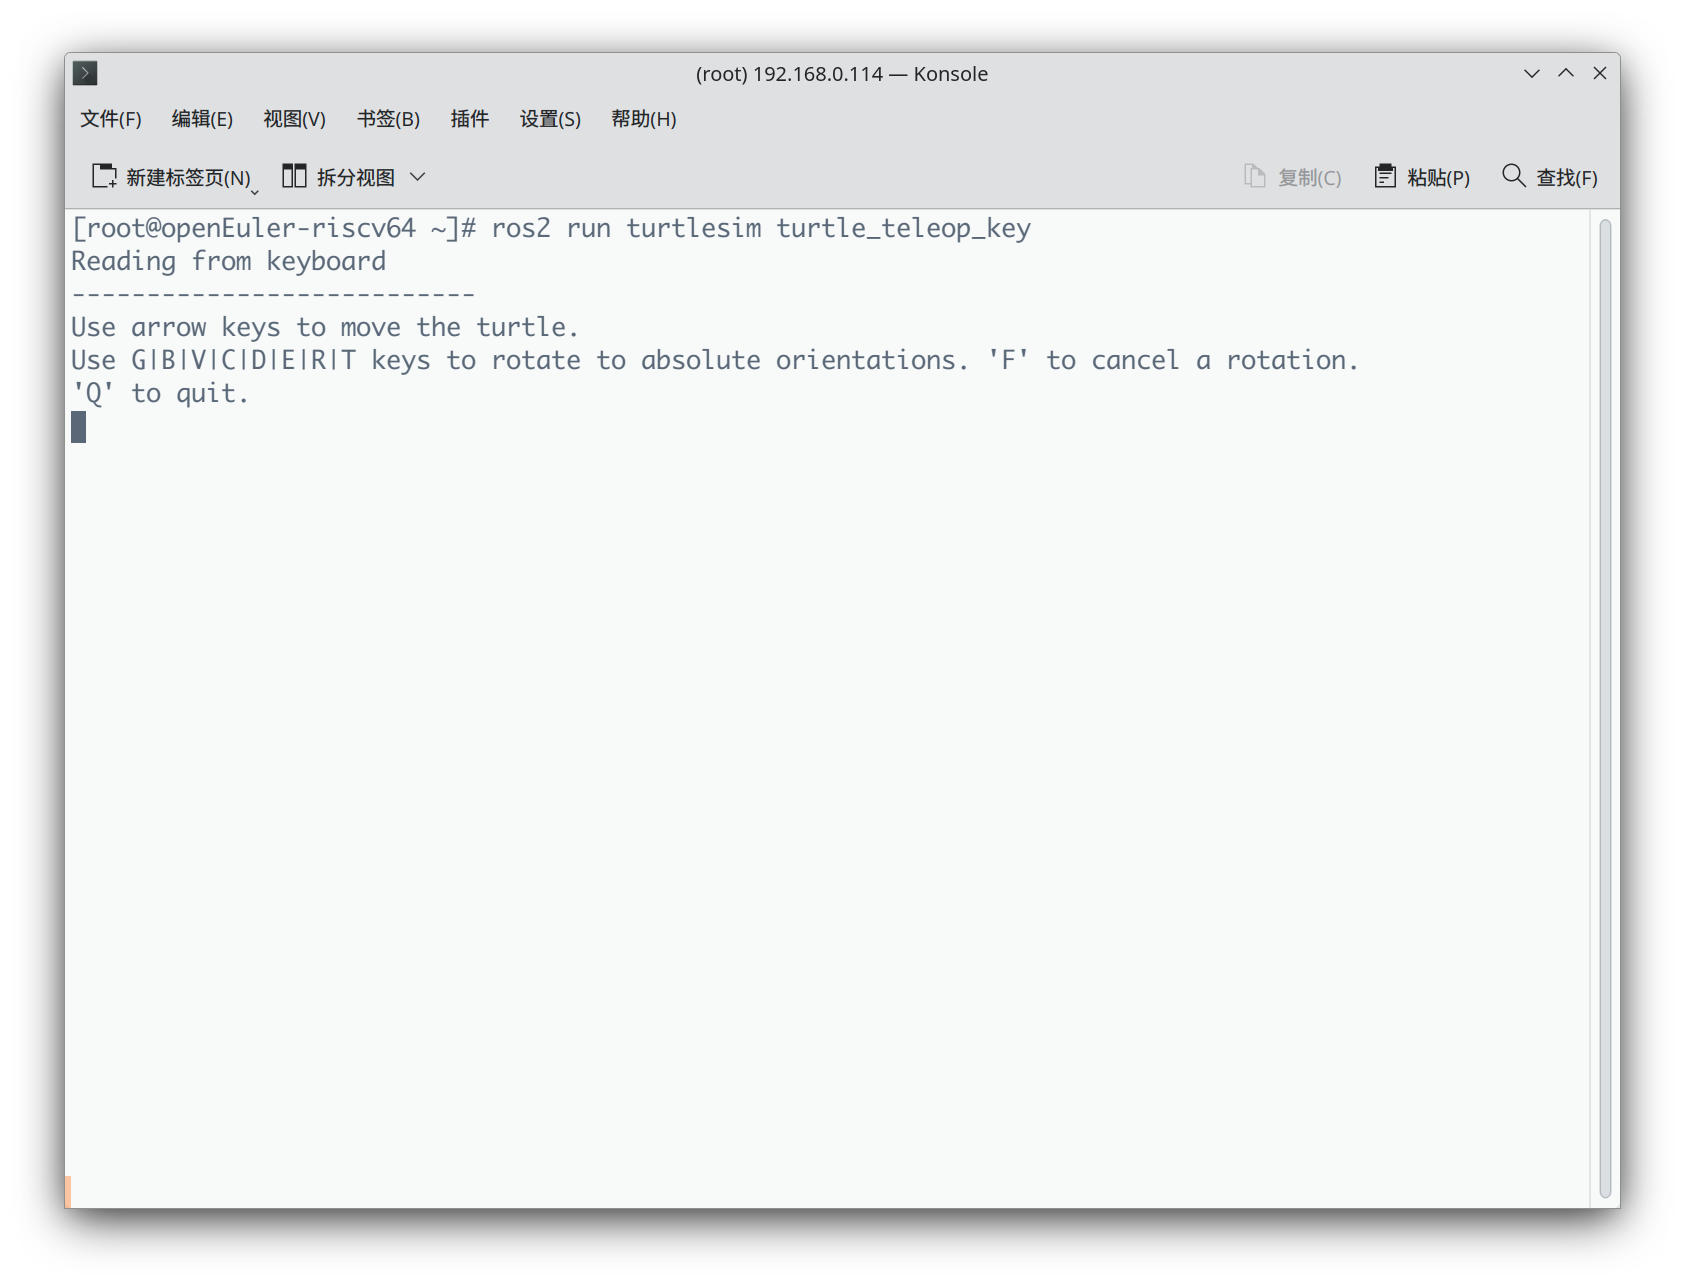 (root) 192.168.0.114 — Konsole
文件(F) 编辑(E) 视图(V) 书签(B) 插件 设置(S) 帮助(H)
新建标签页(N) 拆分视图 复制(C) 粘贴(P) 查找(F)
[root@openEuler-riscv64 ~]# ros2 run turtlesim turtle_teleop_key
Reading from keyboard
---------------------------
Use arrow keys to move the turtle.
Use G|B|V|C|D|E|R|T keys to rotate to absolute orientations. 'F' to cancel a rotation.
'Q' to quit.